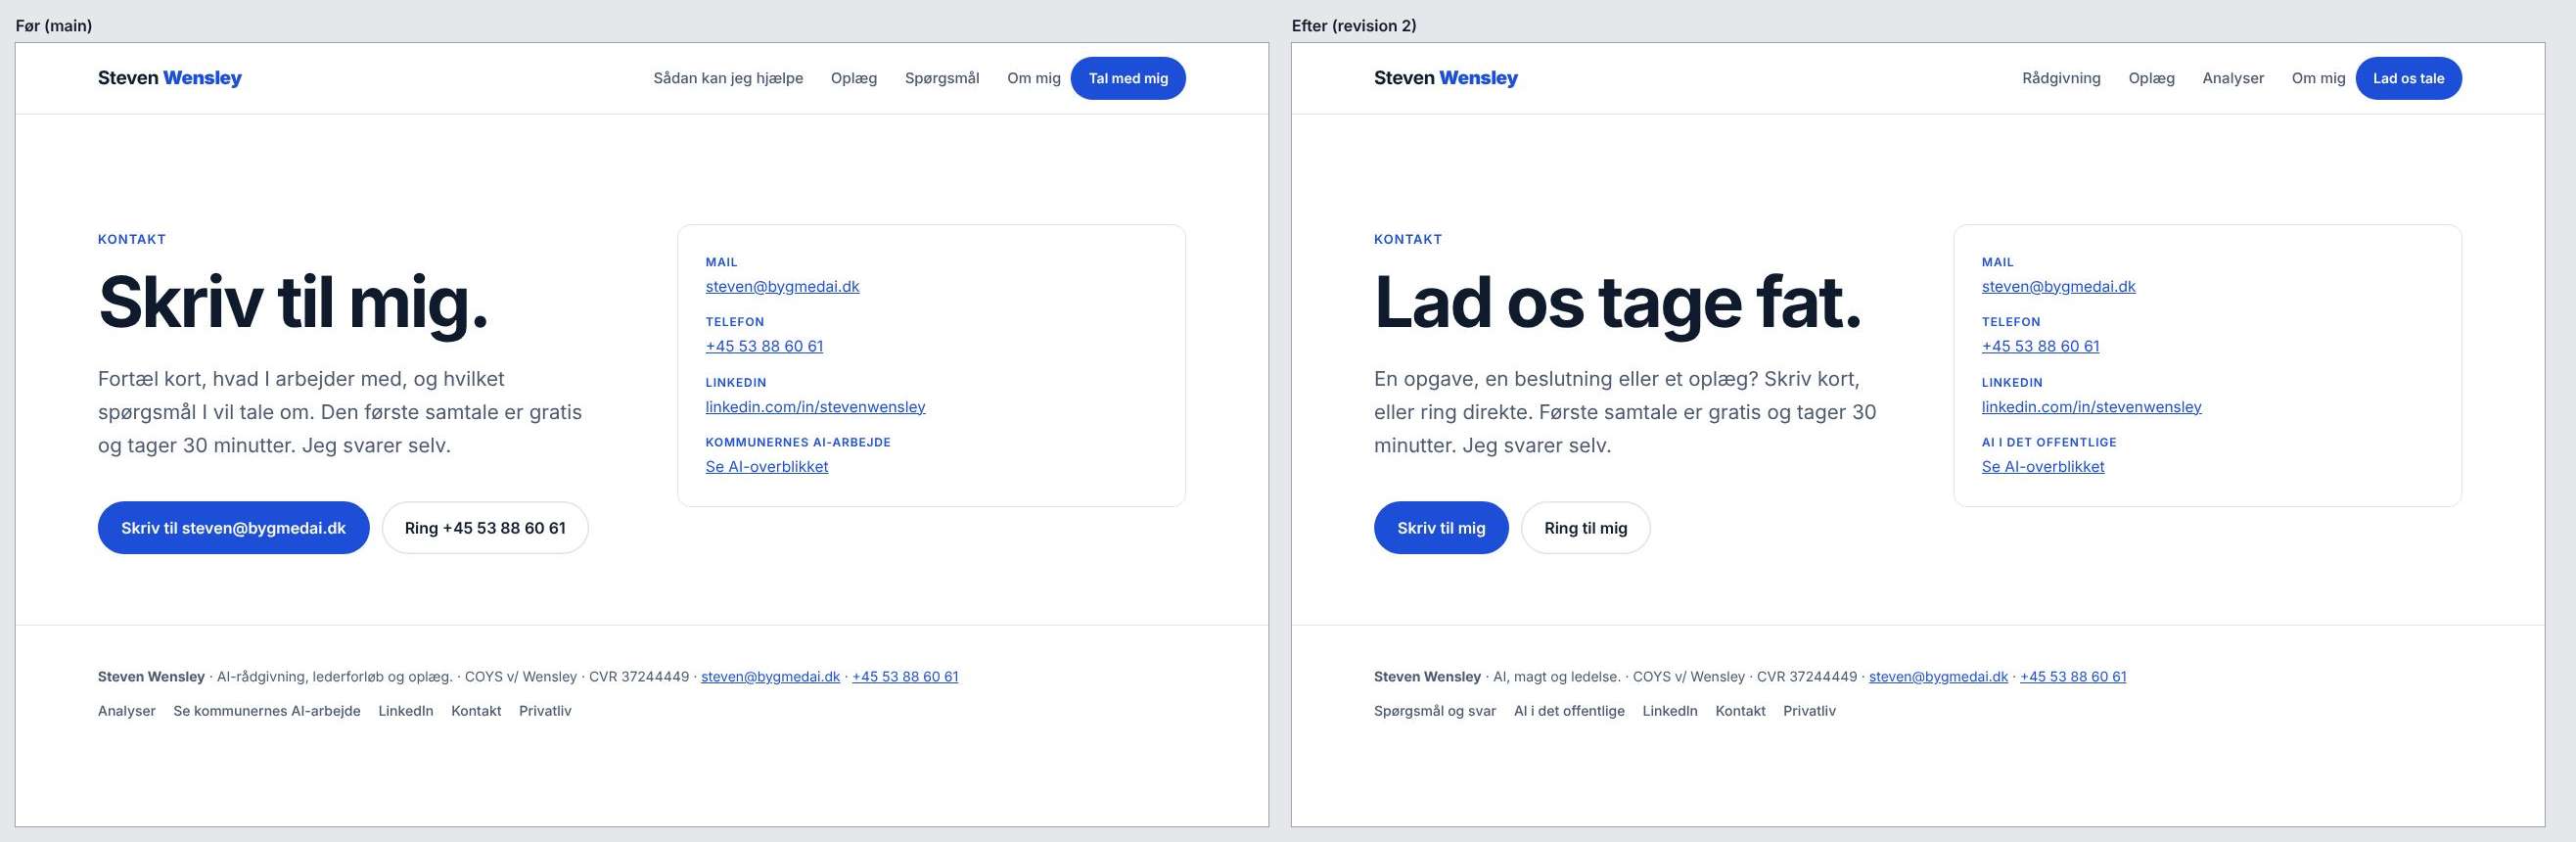 Før (main)
Steven Wensley
Sådan kan jeg hjælpe Oplæg Spørgsmål Om mig Tal med mig
KONTAKT
Skriv til mig.
Fortæl kort, hvad I arbejder med, og hvilket
spørgsmål I vil tale om. Den første samtale er gratis
og tager 30 minutter. Jeg svarer selv.
Skriv til steven@bygmedai.dk Ring +45 53 88 60 61
MAIL
steven@bygmedai.dk
TELEFON
+45 53 88 60 61
LINKEDIN
linkedin.com/in/stevenwensley
KOMMUNERNES AI-ARBEJDE
Se AI-overblikket
Steven Wensley · AI-rådgivning, lederforløb og oplæg. · COYS v/ Wensley · CVR 37244449 · steven@bygmedai.dk · +45 53 88 60 61
Analyser Se kommunernes AI-arbejde LinkedIn Kontakt Privatliv
Efter (revision 2)
Steven Wensley
Rådgivning Oplæg Analyser Om mig Lad os tale
KONTAKT
Lad os tage fat.
En opgave, en beslutning eller et oplæg? Skriv kort,
eller ring direkte. Første samtale er gratis og tager 30
minutter. Jeg svarer selv.
Skriv til mig Ring til mig
MAIL
steven@bygmedai.dk
TELEFON
+45 53 88 60 61
LINKEDIN
linkedin.com/in/stevenwensley
AI I DET OFFENTLIGE
Se AI-overblikket
Steven Wensley · AI, magt og ledelse. · COYS v/ Wensley · CVR 37244449 · steven@bygmedai.dk · +45 53 88 60 61
Spørgsmål og svar AI i det offentlige LinkedIn Kontakt Privatliv